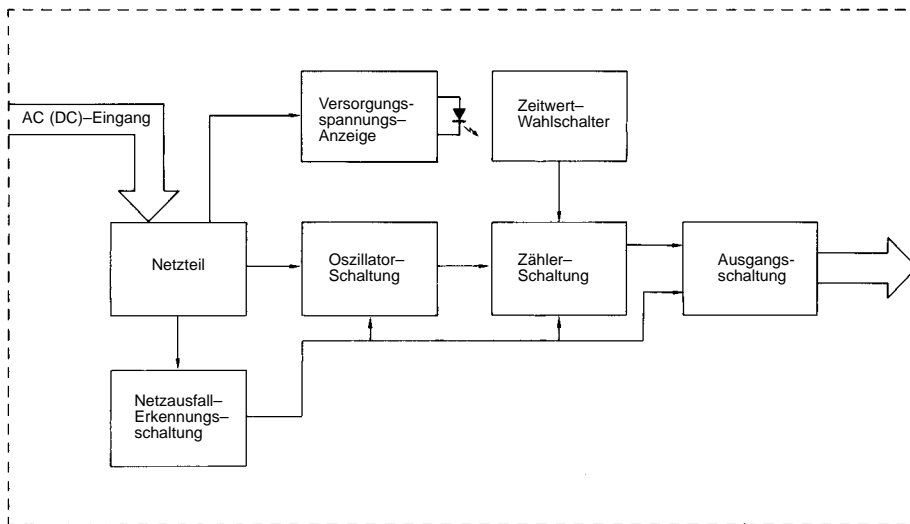 AC (DC)–Eingang
Versorgungs-
spannungs-
Anzeige
Zeitwert–
Wahlschalter
Netzteil
Oszillator–
Schaltung
Zähler–
Schaltung
Ausgangs-
schaltung
Netzausfall–
Erkennungs–
schaltung